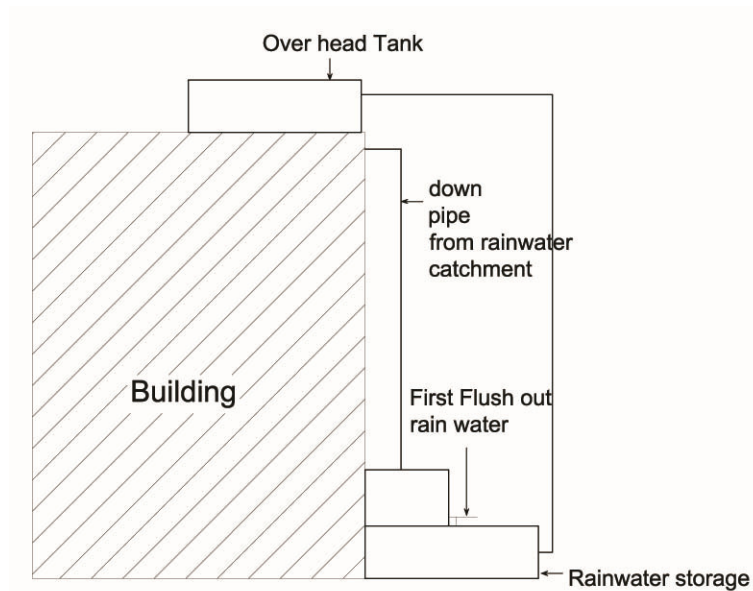 Over head Tank
down
pipe
from rainwater
catchment
Building
First Flush out
rain water
Rainwater storage